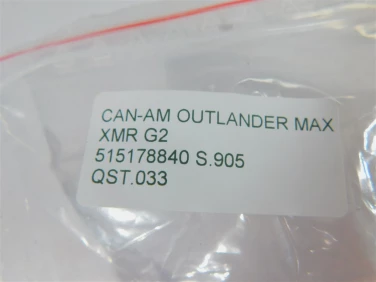 CAN-AM OUTLANDER MAX
XMR G2
515178840 S.905
QST.033